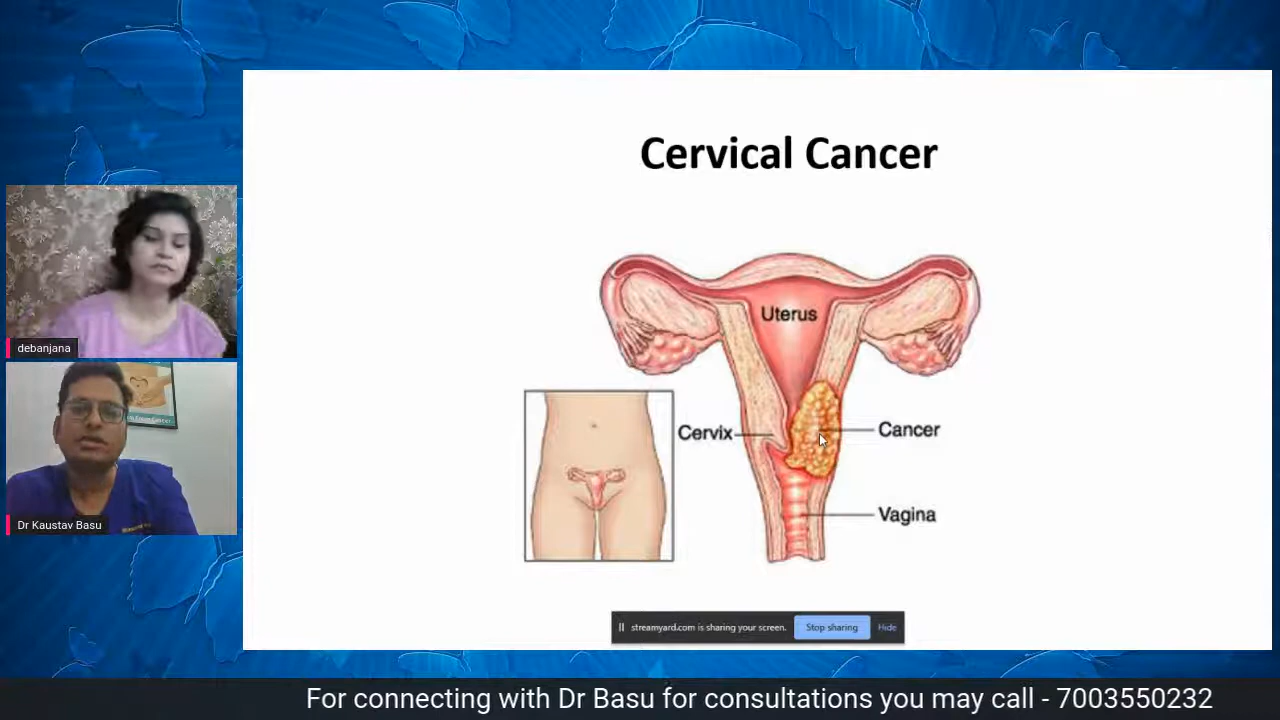 Cervical Cancer
Uterus
Cervix
Cancer
Vagina
debanjana
Dr Kaustav Basu
streamyard.com is sharing your screen.
Stop sharing
Hide
For connecting with Dr Basu for consultations you may call - 7003550232